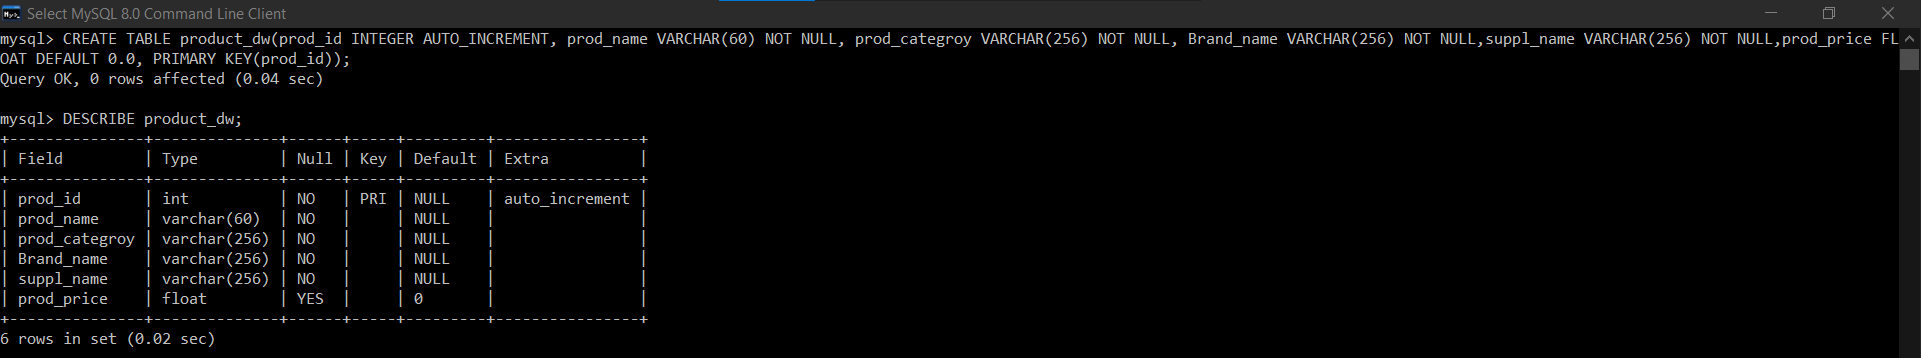 Select MySQL 8.0 Command Line Client
mysql> CREATE TABLE product_dw(prod_id INTEGER AUTO_INCREMENT, prod_name VARCHAR(60) NOT NULL, prod_categroy VARCHAR(256) NOT NULL, Brand_name VARCHAR(256) NOT NULL,suppl_name VARCHAR(256) NOT NULL,prod_price FL
OAT DEFAULT 0.0, PRIMARY KEY(prod_id));
Query OK, 0 rows affected (0.04 sec)
mysql> DESCRIBE product_dw;
+---------------+--------------+------+-----+---------+----------------+
| Field         | Type         | Null | Key | Default | Extra          |
+---------------+--------------+------+-----+---------+----------------+
| prod_id       | int          | NO   | PRI | NULL    | auto_increment |
| prod_name     | varchar(60)  | NO   |     | NULL    |                |
| prod_categroy | varchar(256) | NO   |     | NULL    |                |
| Brand_name    | varchar(256) | NO   |     | NULL    |                |
| suppl_name    | varchar(256) | NO   |     | NULL    |                |
| prod_price    | float        | YES  |     | 0       |                |
+---------------+--------------+------+-----+---------+----------------+
6 rows in set (0.02 sec)